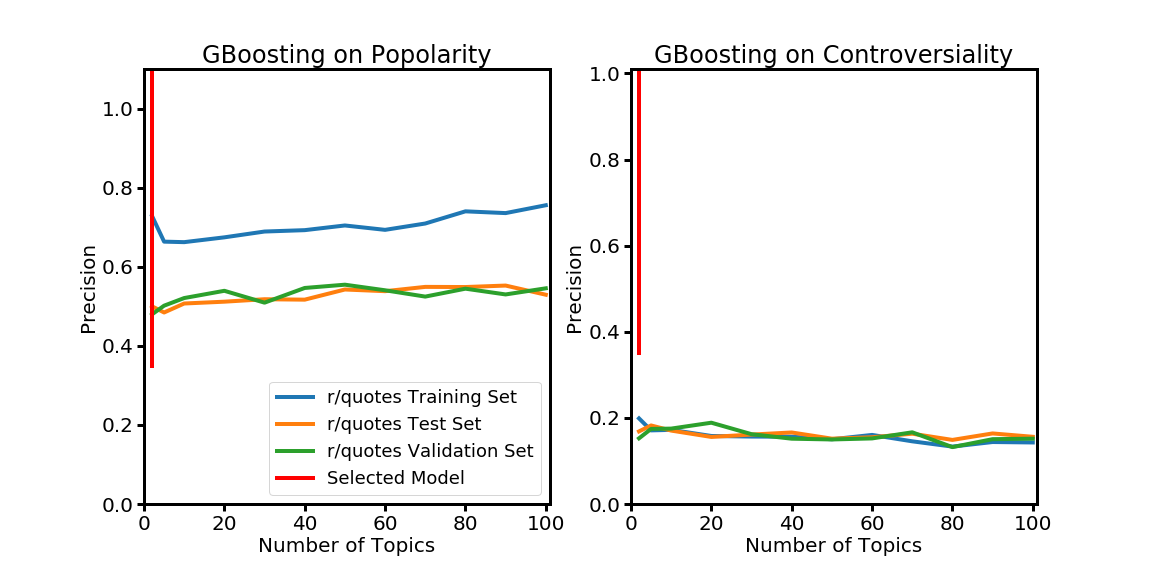 GBoosting on Popolarity
Precision
1.0
0.8
0.6
0.4
0.2
0.0
0 20 40 60 80 100
Number of Topics
r/quotes Training Set
r/quotes Test Set
r/quotes Validation Set
Selected Model
GBoosting on Controversiality
Precision
1.0
0.8
0.6
0.4
0.2
0.0
0 20 40 60 80 100
Number of Topics